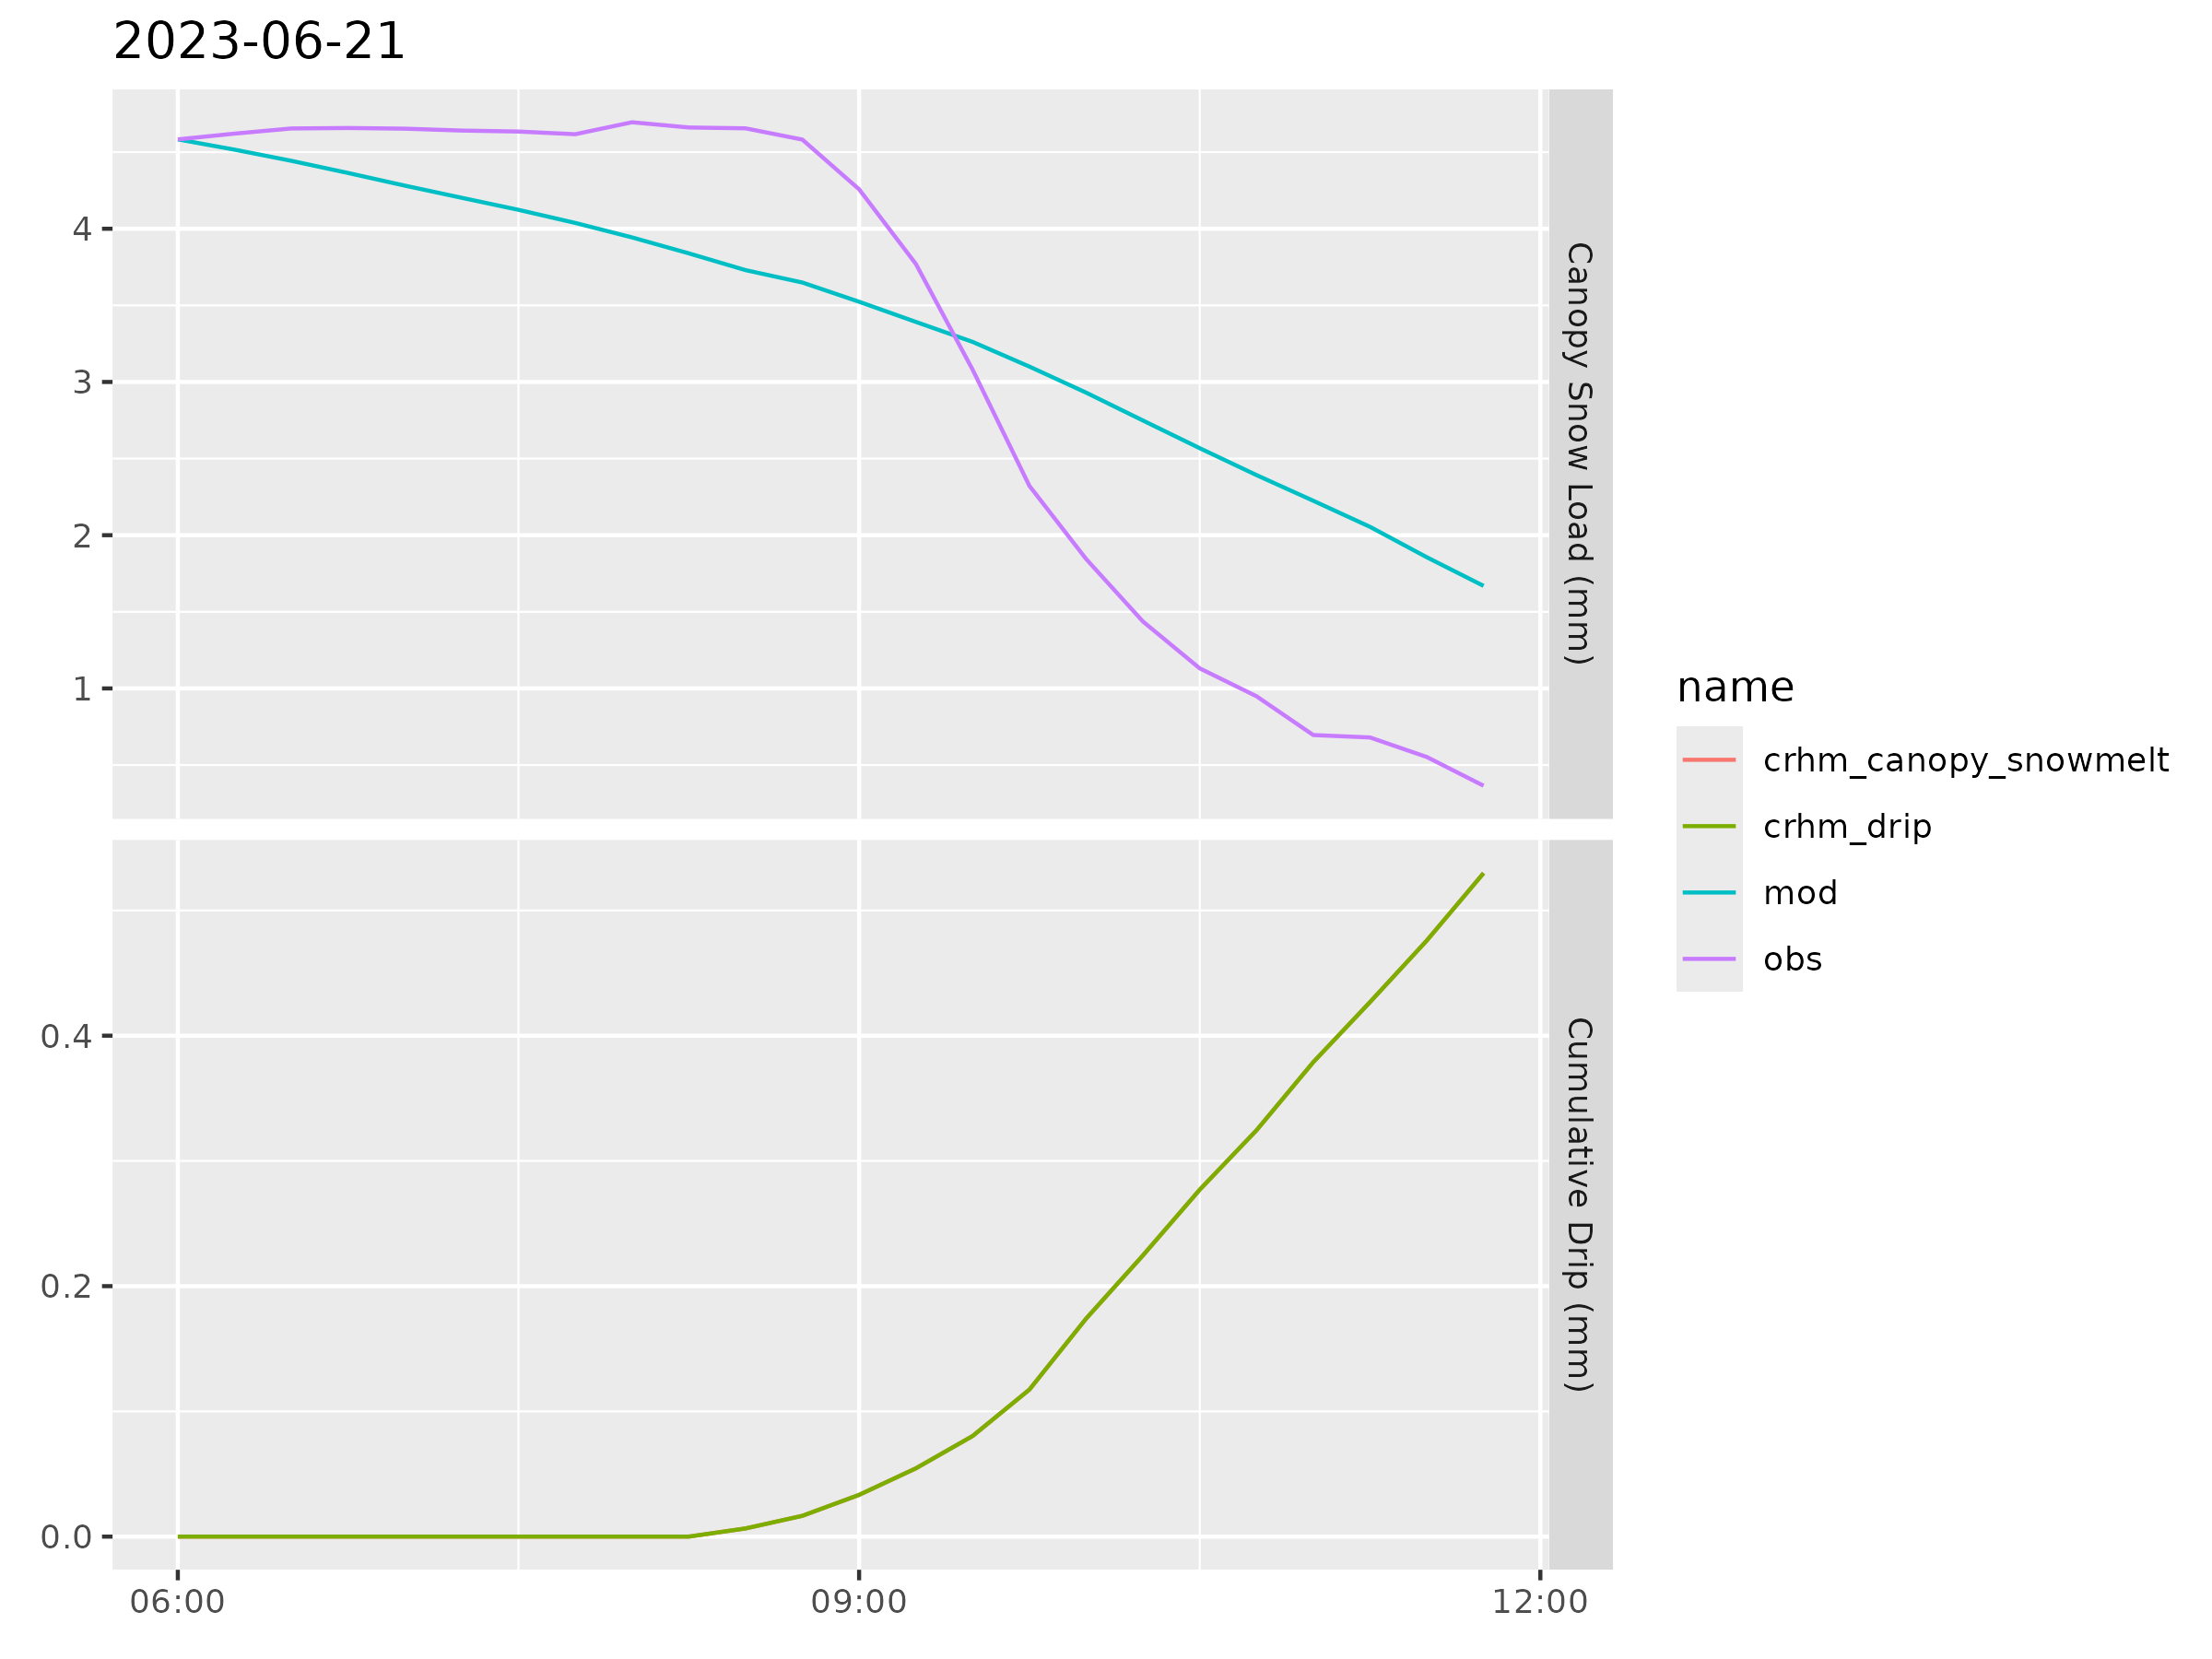 2023-06-21
4
3
2
1
Canopy Snow Load (mm)
0.4
0.2
0.0
Cumulative Drip (mm)
06:00
09:00
12:00
name
crhm_canopy_snowmelt
crhm_drip
mod
obs